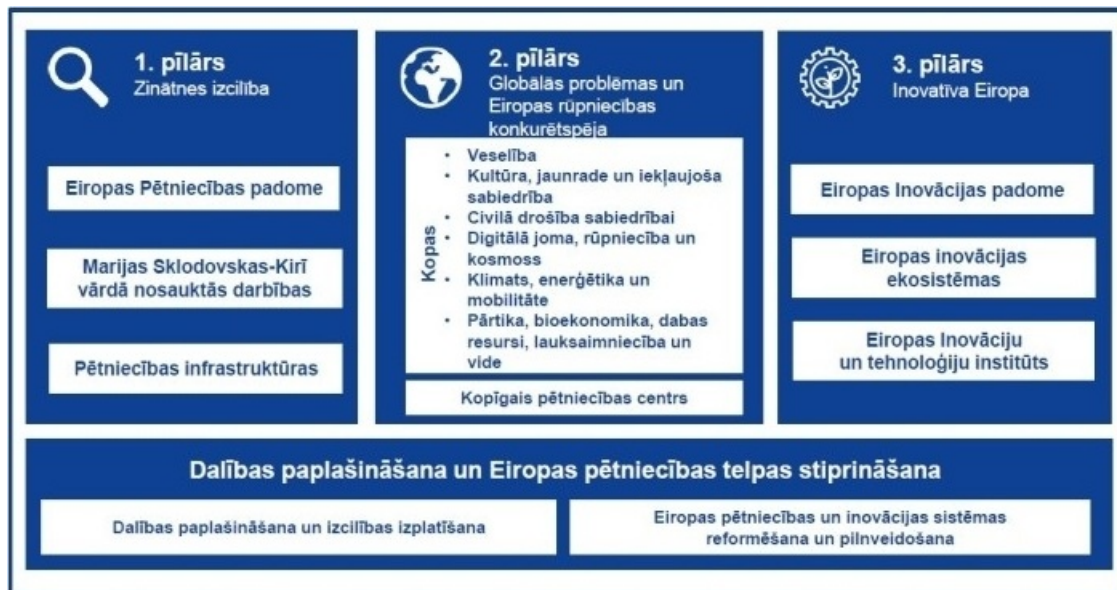 1. pīlārs
Zinātnes izcilība
Eiropas Pētniecības padome
Marijas Sklodovskas-Kirī
vārdā nosauktās darbības
Pētniecības infrastruktūras
2. pīlārs
Globālās problēmas un
Eiropas rūpniecības
konkurētspēja
Kopas
• Veselība
• Kultūra, jaunrade un iekļaujoša
sabiedrība
• Civilā drošība sabiedrībai
• Digitālā joma, rūpniecība un
kosmoss
• Klimats, enerģētika un
mobilitāte
• Pārtika, bioekonomika, dabas
resursi, lauksaimniecība un
vide
Kopīgais pētniecības centrs
3. pīlārs
Inovatīva Eiropa
Eiropas Inovācijas padome
Eiropas inovācijas
ekosistēmas
Eiropas Inovāciju
un tehnoloģiju institūts
Dalības paplašināšana un Eiropas pētniecības telpas stiprināšana
Dalības paplašināšana un izcilības izplatīšana
Eiropas pētniecības un inovācijas sistēmas
reformēšana un pilnveidošana